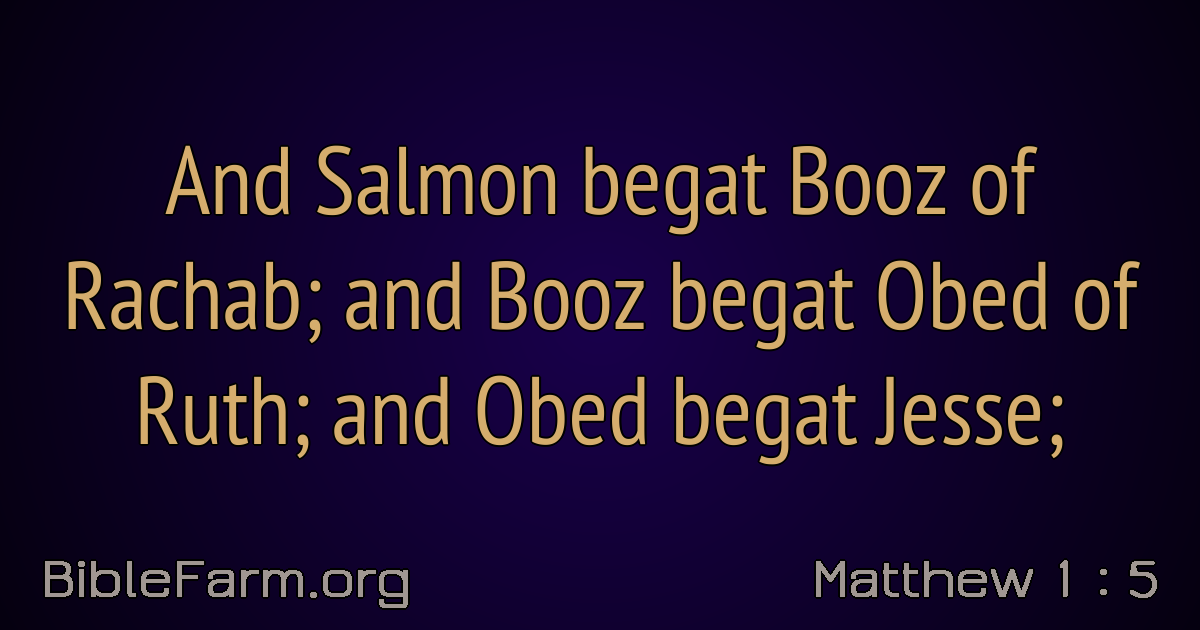 And Salmon begat Booz of
Rachab; and Booz begat Obed of
Ruth; and Obed begat Jesse;
BibleFarm.org
Matthew 1 : 5